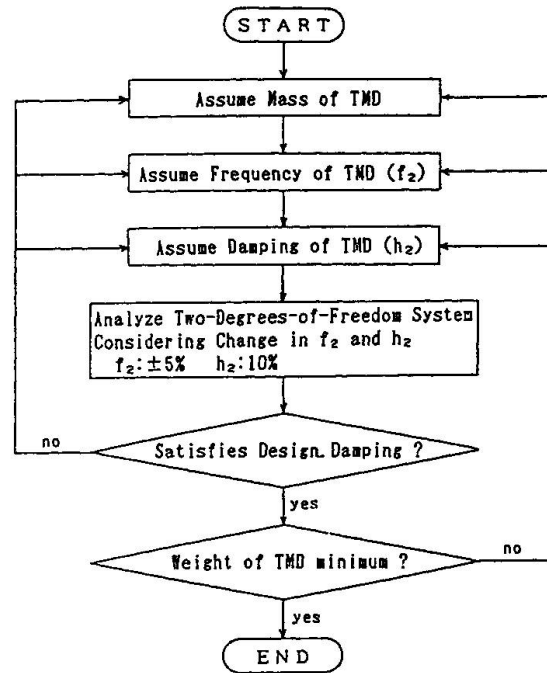 START
Assume Mass of TMD
Assume Frequency of TMD (f₂)
Assume Damping of TMD (h₂)
Analyze Two-Degrees-of-Freedom System
Considering Change in f₂ and h₂
f₂:±5% h₂:10%
no
Satisfies Design Damping ?
yes
Weight of TMD minimum ?
no
yes
END